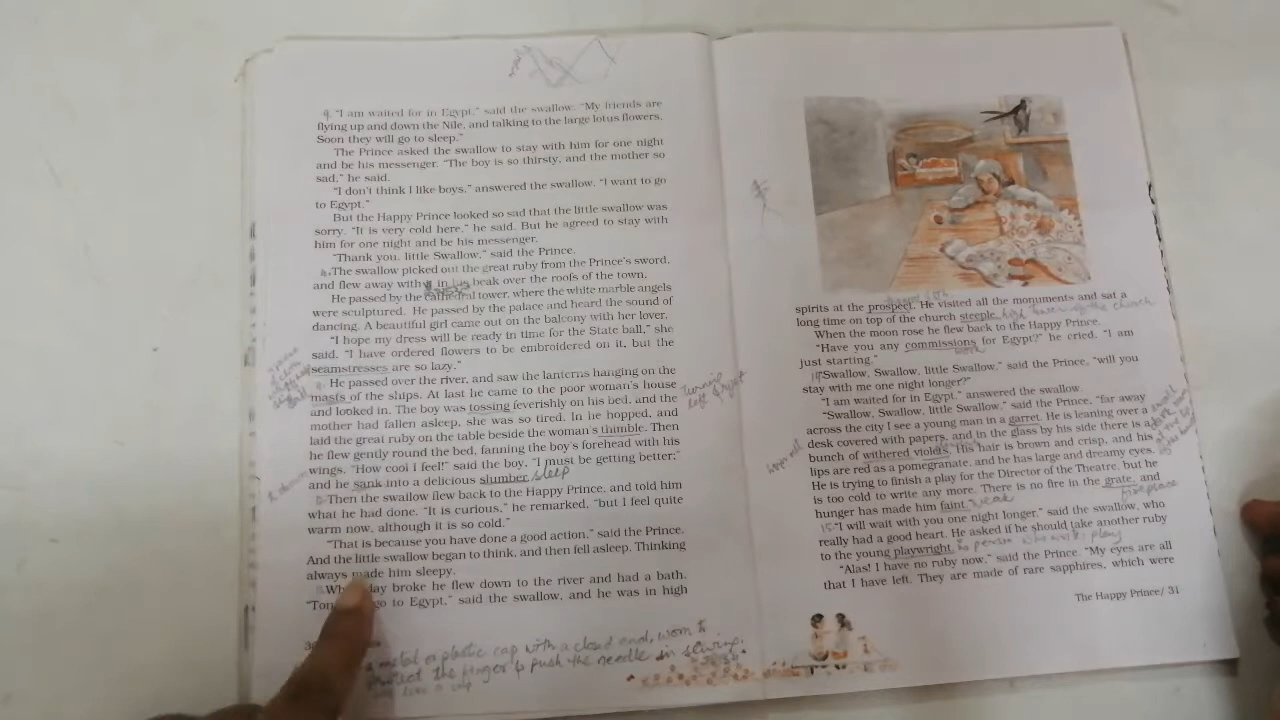 9. "I am waited for in Egypt," said the swallow. "My friends are
flying up and down the Nile, and talking to the large lotus flowers.
Soon they will go to sleep."
The Prince asked the swallow to stay with him for one night
and be his messenger. "The boy is so thirsty, and the mother so
sad," he said.
"I don't think I like boys," answered the swallow. "I want to go
to Egypt."
But the Happy Prince looked so sad that the little swallow was
sorry. "It is very cold here," he said. But he agreed to stay with
him for one night and be his messenger.
"Thank you, little Swallow," said the Prince.
The swallow picked out the great ruby from the Prince's sword,
and flew away with it in his beak over the roofs of the town.
He passed by the cathedral tower, where the white marble angels
were sculptured. He passed by the palace and heard the sound of
dancing. A beautiful girl came out on the balcony with her lover.
"I hope my dress will be ready in time for the State ball," she
said. "I have ordered flowers to be embroidered on it, but the
seamstresses are so lazy."
He passed over the river, and saw the lanterns hanging on the
masts of the ships. At last he came to the poor woman's house
and looked in. The boy was tossing feverishly on his bed, and the
mother had fallen asleep, she was so tired. In he hopped, and
laid the great ruby on the table beside the woman's thimble. Then
he flew gently round the bed, fanning the boy's forehead with his
wings. "How cool I feel!" said the boy, "I must be getting better;"
and he sank into a delicious slumber. sleep
Then the swallow flew back to the Happy Prince, and told him
what he had done. "It is curious," he remarked, "but I feel quite
warm now, although it is so cold."
"That is because you have done a good action," said the Prince.
And the little swallow began to think, and then fell asleep. Thinking
always made him sleepy.
day broke he flew down to the river and had a bath.
go to Egypt," said the swallow, and he was in high
metal or plastic cap with a closed end, worn to
protect the finger & push the needle in sewing.
spirits at the prospect. He visited all the monuments and sat a
long time on top of the church steeple.
When the moon rose he flew back to the Happy Prince.
"Have you any commissions for Egypt?" he cried. "I am
just starting."
"Swallow, Swallow, little Swallow," said the Prince, "will you
stay with me one night longer?"
"I am waited for in Egypt," answered the swallow.
"Swallow, Swallow, little Swallow," said the Prince, "far away
across the city I see a young man in a garret. He is leaning over a
desk covered with papers, and in the glass by his side there is a
bunch of withered violets. His hair is brown and crisp, and his
lips are red as a pomegranate, and he has large and dreamy eyes.
He is trying to finish a play for the Director of the Theatre, but he
is too cold to write any more. There is no fire in the grate, and
fireplace
hunger has made him faint. weak
15. "I will wait with you one night longer," said the swallow, who
really had a good heart. He asked if he should take another ruby
to the young playwright. person who writes plays
"Alas! I have no ruby now," said the Prince. "My eyes are all
that I have left. They are made of rare sapphires, which were
The Happy Prince/ 31